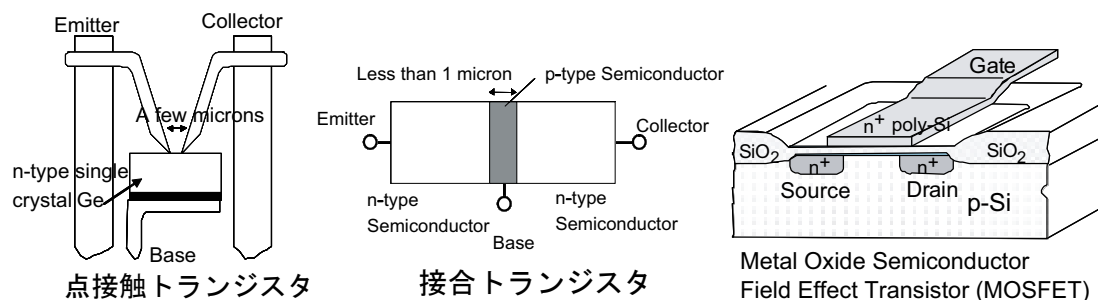 Emitter
Collector
A few microns
n-type single
crystal Ge
Base
点接触トランジスタ
Less than 1 micron
p-type Semiconductor
Emitter
Collector
n-type
Semiconductor
n-type
Semiconductor
Base
接合トランジスタ
Gate
n+ poly-Si
SiO2
SiO2
n+
n+
Source
Drain
p-Si
Metal Oxide Semiconductor
Field Effect Transistor (MOSFET)